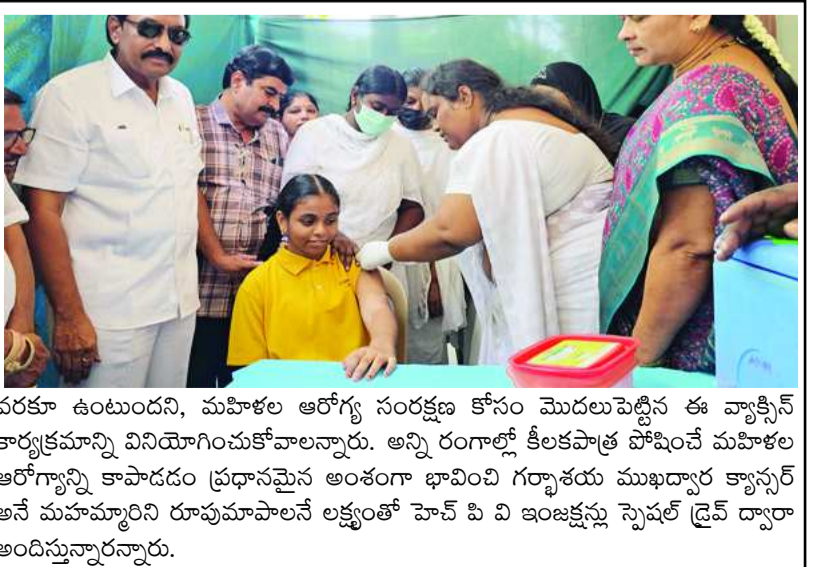 వరకూ ఉంటుందని, మహిళల ఆరోగ్య సంరక్షణ కోసం మొదలుపెట్టిన ఈ వ్యాక్సిన్
కార్యక్రమాన్ని వినియోగించుకోవాలన్నారు. అన్ని రంగాల్లో కీలకపాత్ర పోషించే మహిళల
ఆరోగ్యాన్ని కాపాడడం ప్రధానమైన అంశంగా భావించి గర్భాశయ ముఖద్వార క్యాన్సర్
అనే మహమ్మారిని రూపుమాపాలనే లక్ష్యంతో హెచ్ పి వి ఇంజక్షన్లు స్పెషల్ డ్రైవ్ ద్వారా
అందిస్తున్నారన్నారు.